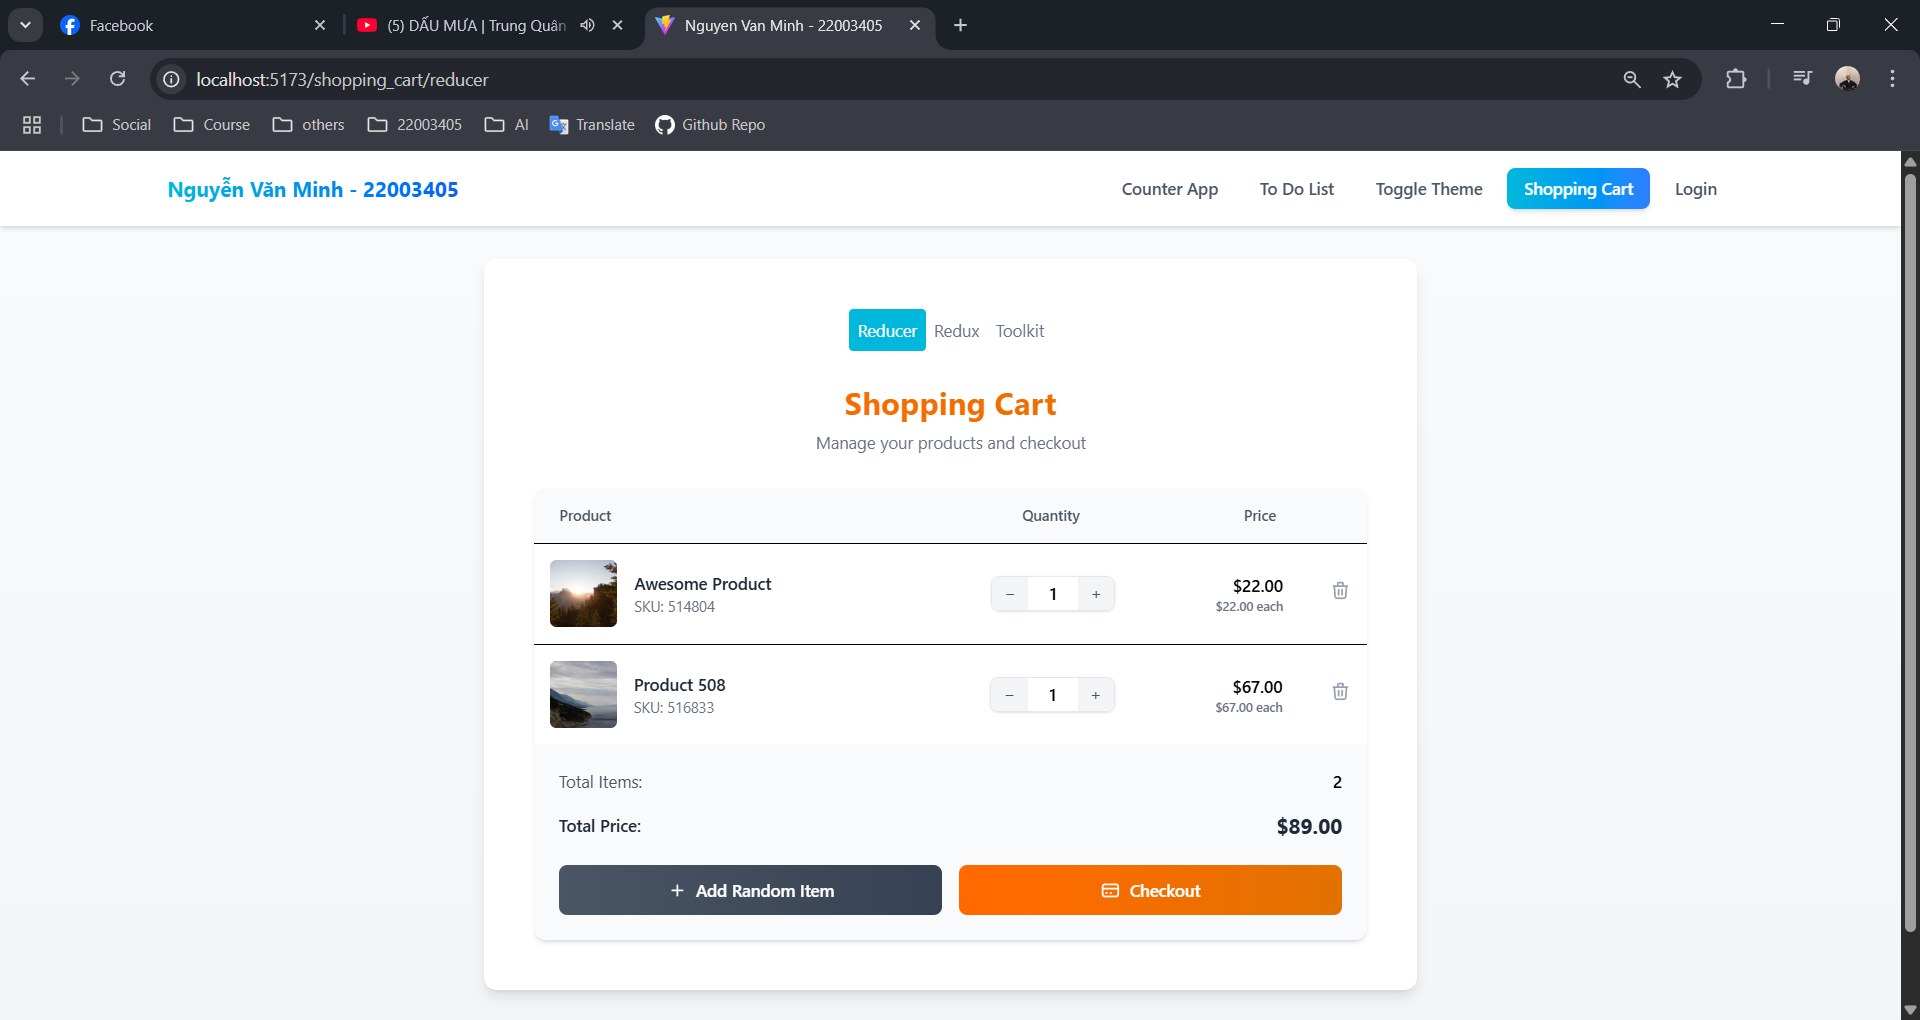 Facebook
(5) DẤU MƯA | Trung Quân
Nguyen Van Minh - 22003405
localhost:5173/shopping_cart/reducer
Social
Course
others
22003405
AI
Translate
Github Repo
Nguyễn Văn Minh - 22003405
Counter App
To Do List
Toggle Theme
Shopping Cart
Login
Reducer
Redux
Toolkit
Shopping Cart
Manage your products and checkout
Product
Quantity
Price
Awesome Product
SKU: 514804
− 1 +
$22.00
$22.00 each
Product 508
SKU: 516833
− 1 +
$67.00
$67.00 each
Total Items:
2
Total Price:
$89.00
+ Add Random Item
Checkout